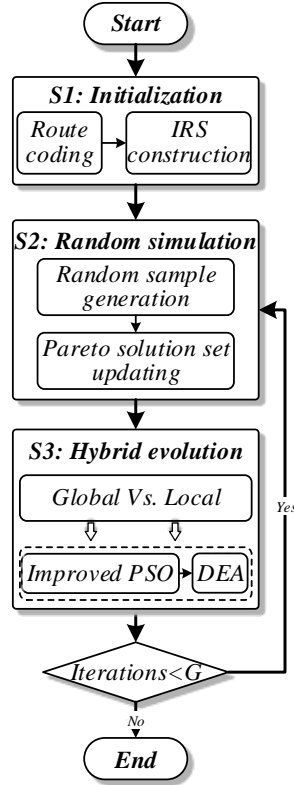 Start
S1: Initialization
Route
coding
IRS
construction
S2: Random simulation
Random sample
generation
Pareto solution set
updating
S3: Hybrid evolution
Global Vs. Local
Improved PSO
DEA
Yes
Iterations<G
No
End